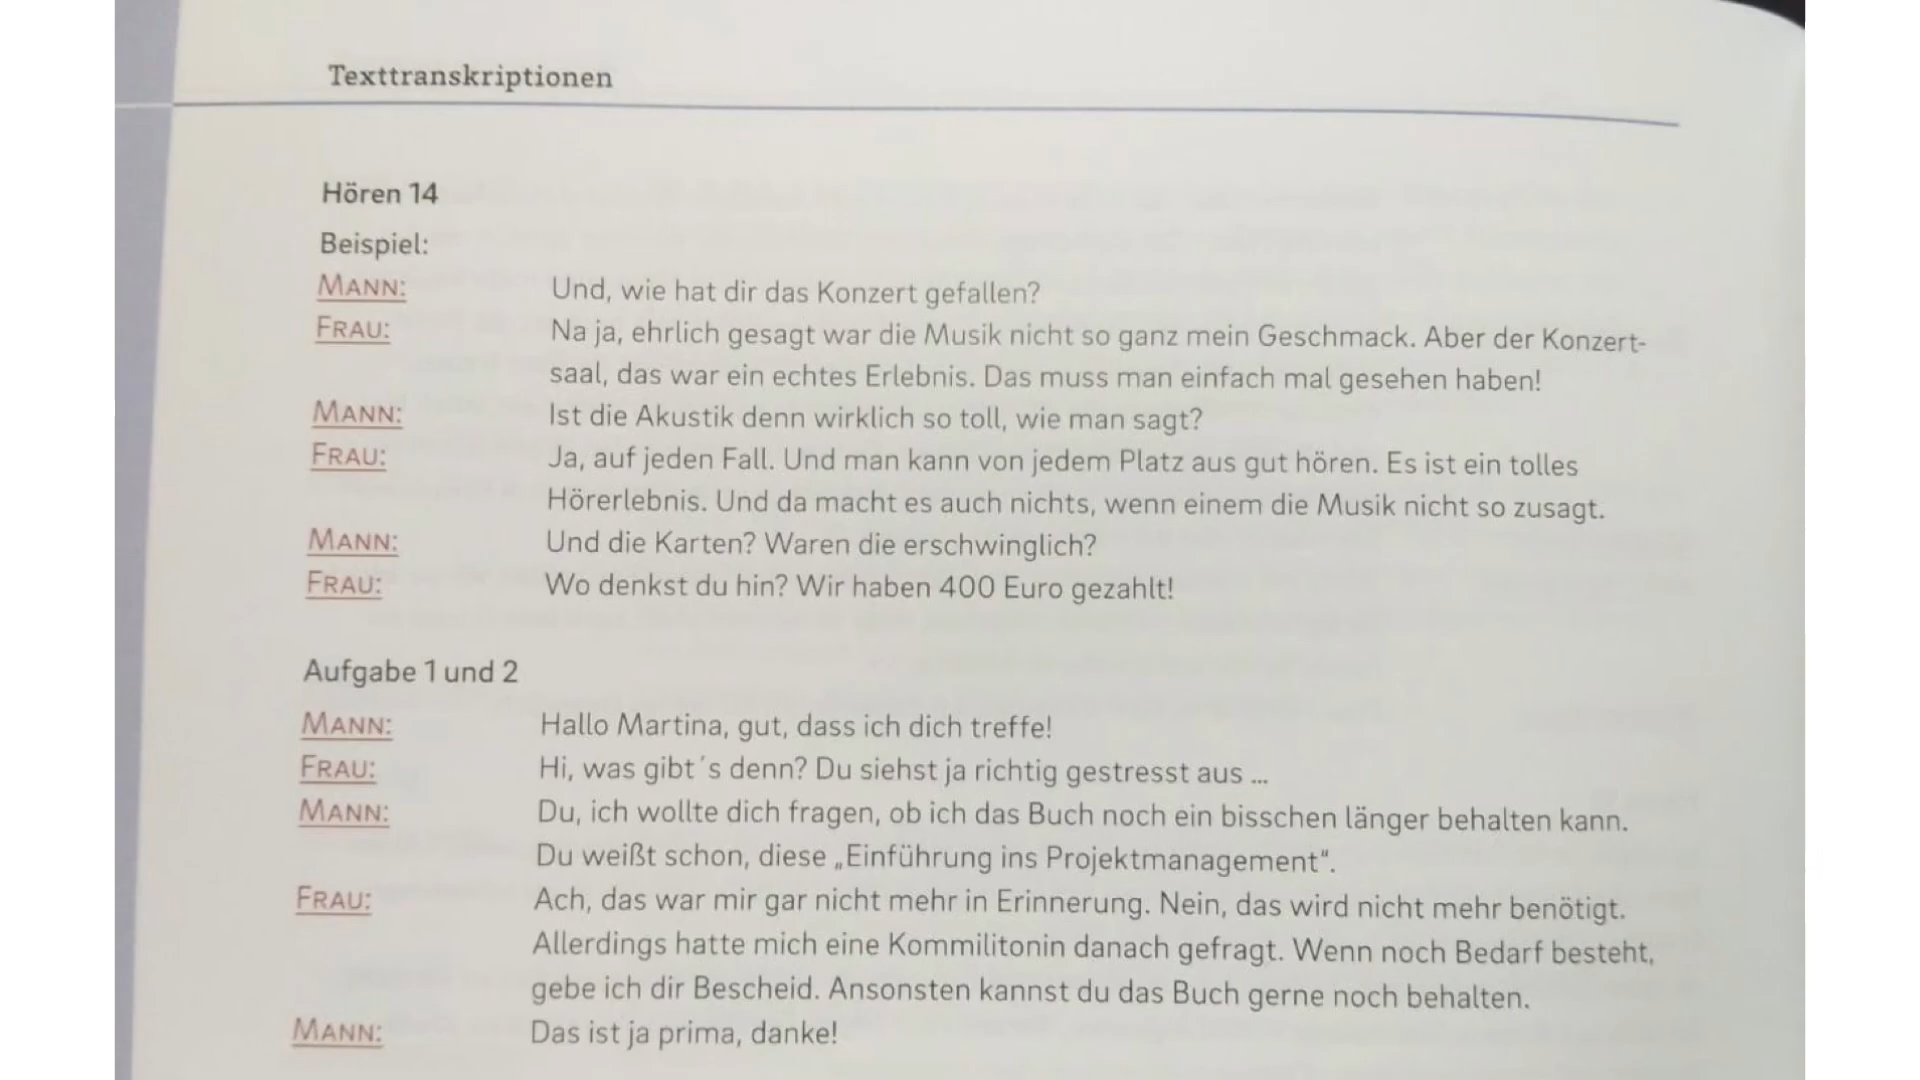 Texttranskriptionen
Hören 14
Beispiel:
MANN: Und, wie hat dir das Konzert gefallen?
FRAU: Na ja, ehrlich gesagt war die Musik nicht so ganz mein Geschmack. Aber der Konzert-
saal, das war ein echtes Erlebnis. Das muss man einfach mal gesehen haben!
MANN: Ist die Akustik denn wirklich so toll, wie man sagt?
FRAU: Ja, auf jeden Fall. Und man kann von jedem Platz aus gut hören. Es ist ein tolles
Hörerlebnis. Und da macht es auch nichts, wenn einem die Musik nicht so zusagt.
MANN: Und die Karten? Waren die erschwinglich?
FRAU: Wo denkst du hin? Wir haben 400 Euro gezahlt!
Aufgabe 1 und 2
MANN: Hallo Martina, gut, dass ich dich treffe!
FRAU: Hi, was gibt´s denn? Du siehst ja richtig gestresst aus ...
MANN: Du, ich wollte dich fragen, ob ich das Buch noch ein bisschen länger behalten kann.
Du weißt schon, diese „Einführung ins Projektmanagement“.
FRAU: Ach, das war mir gar nicht mehr in Erinnerung. Nein, das wird nicht mehr benötigt.
Allerdings hatte mich eine Kommilitonin danach gefragt. Wenn noch Bedarf besteht,
gebe ich dir Bescheid. Ansonsten kannst du das Buch gerne noch behalten.
MANN: Das ist ja prima, danke!